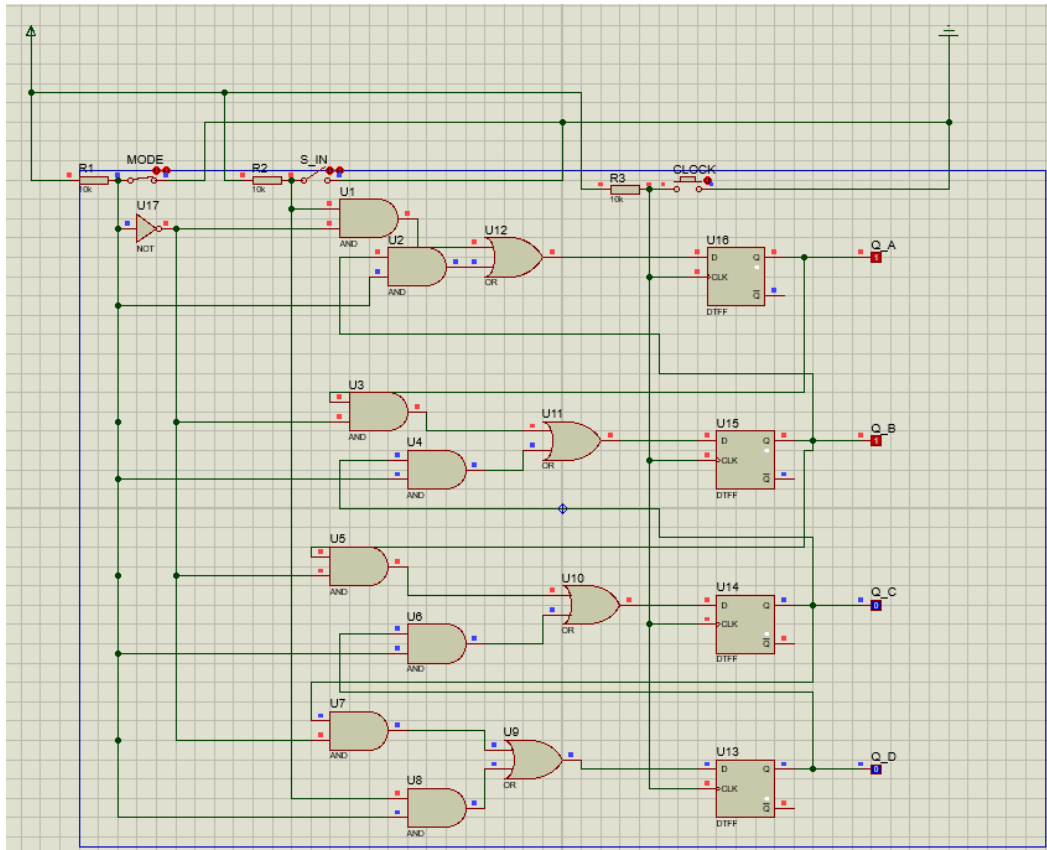 R1
10k
MODE
R2
10k
S_IN
R3
10k
CLOCK
U17
NOT
U1
AND
U2
AND
U12
OR
U16
D
Q
CLK
Q
DTFF
Q_A
1
U3
AND
U4
AND
U11
OR
U15
D
Q
CLK
Q
DTFF
Q_B
1
U5
AND
U6
AND
U10
OR
U14
D
Q
CLK
Q
DTFF
Q_C
0
U7
AND
U8
AND
U9
OR
U13
D
Q
CLK
Q
DTFF
Q_D
0